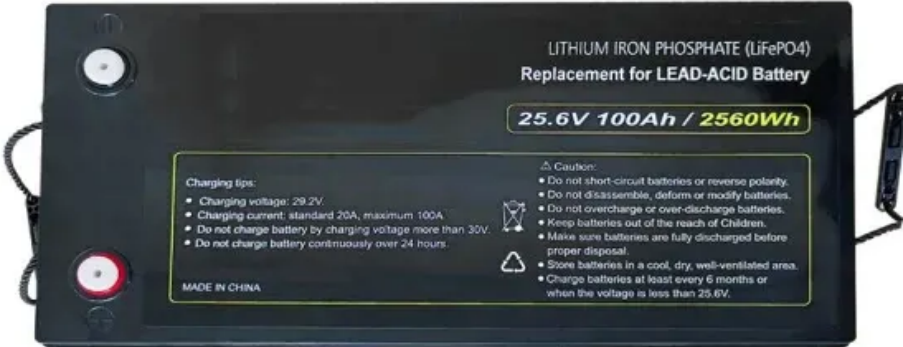 LITHIUM IRON PHOSPHATE (LiFePO4)
Replacement for LEAD-ACID Battery
25.6V 100Ah / 2560Wh
Charging tips:
• Charging voltage: 29.2V.
• Charging current: standard 20A, maximum 100A.
• Do not charge battery by charging voltage more than 30V.
• Do not charge battery continuously over 24 hours.
MADE IN CHINA
⚠ Caution:
• Do not short-circuit batteries or reverse polarity.
• Do not disassemble, deform or modify batteries.
• Do not overcharge or over-discharge batteries.
• Keep batteries out of the reach of Children.
• Make sure batteries are fully discharged before
proper disposal.
• Store batteries in a cool, dry, well-ventilated area.
• Charge batteries at least every 6 months or
when the voltage is less than 25.6V.